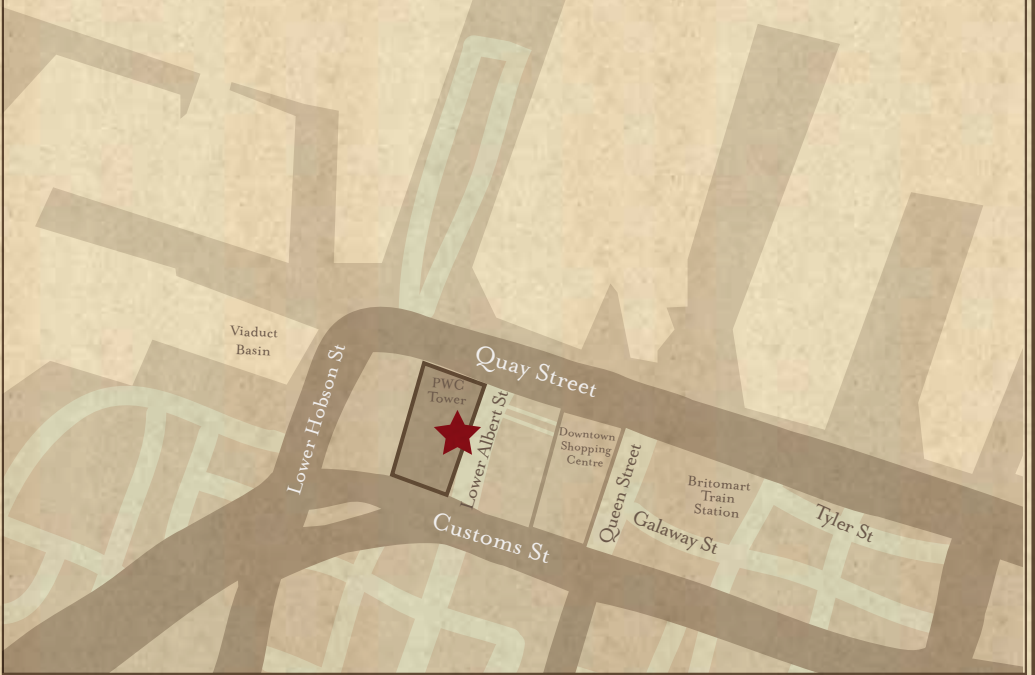 Viaduct
Basin
Lower Hobson St
Quay Street
PWC
Tower
Lower Albert St
Downtown
Shopping
Centre
Queen Street
Britomart
Train
Station
Tyler St
Galaway St
Customs St